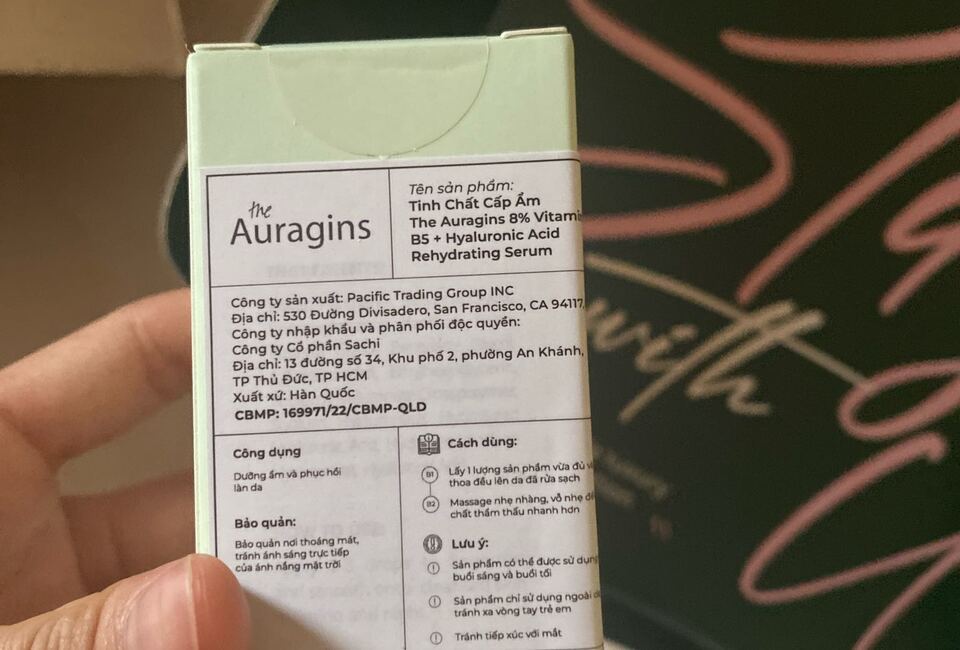 the
Auragins
Tên sản phẩm:
Tinh Chất Cấp Ẩm
The Auragins 8% Vitami
B5 + Hyaluronic Acid
Rehydrating Serum
Công ty sản xuất: Pacific Trading Group INC
Địa chỉ: 530 Đường Divisadero, San Francisco, CA 94117,
Công ty nhập khẩu và phân phối độc quyền:
Công ty Cổ phần Sachi
Địa chỉ: 13 đường số 34, Khu phố 2, phường An Khánh,
TP Thủ Đức, TP HCM
Xuất xứ: Hàn Quốc
CBMP: 169971/22/CBMP-QLD
Công dụng
Dưỡng ẩm và phục hồi
làn da
Bảo quản:
Bảo quản nơi thoáng mát,
tránh ánh sáng trực tiếp
của ánh nắng mặt trời
Cách dùng:
B1 Lấy 1 lượng sản phẩm vừa đủ v
thoa đều lên da đã rửa sạch
B2 Massage nhẹ nhàng, vỗ nhẹ để
chất thẩm thấu nhanh hơn
Lưu ý:
Sản phẩm có thể được sử dụng
buổi sáng và buổi tối
Sản phẩm chỉ sử dụng ngoài d
tránh xa vòng tay trẻ em
Tránh tiếp xúc với mắt
with